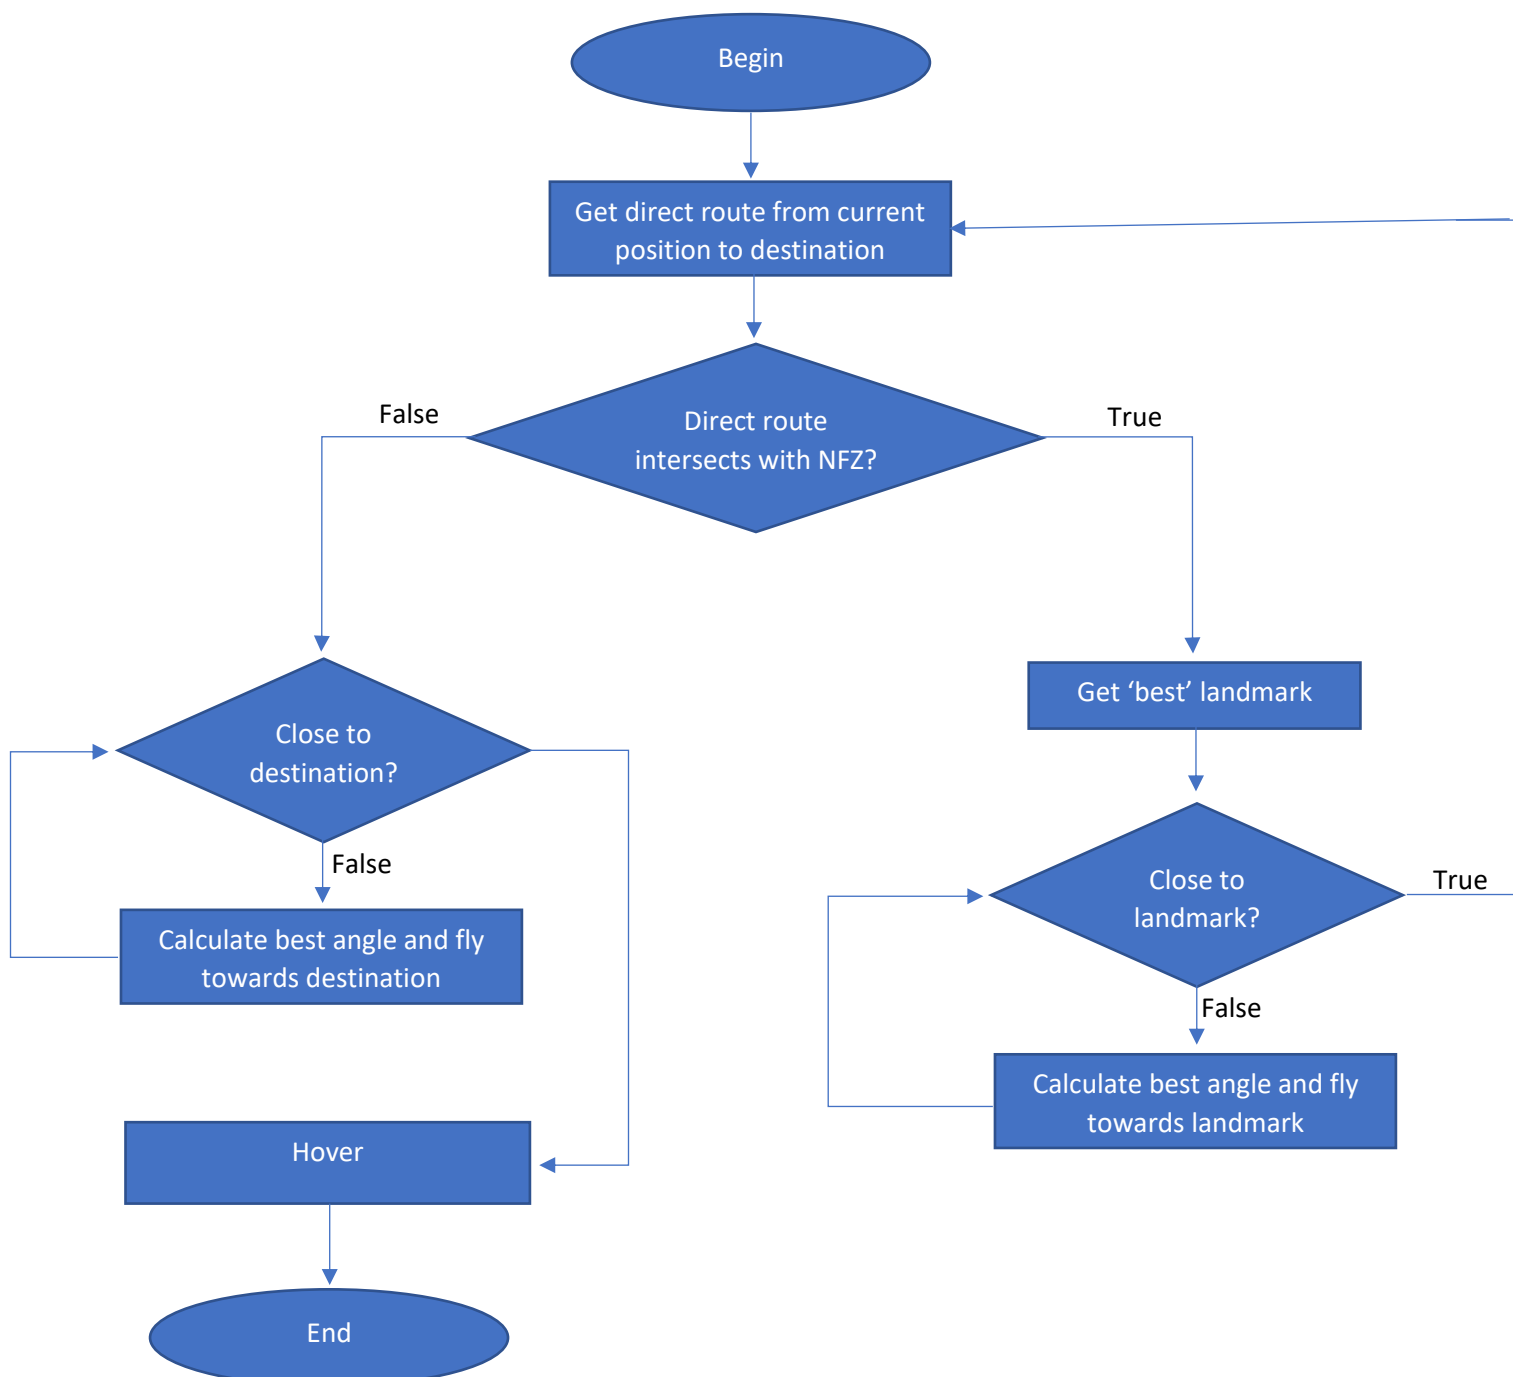 Begin
Get direct route from current
position to destination
False
True
Direct route
intersects with NFZ?
Get ‘best’ landmark
Close to
destination?
False
Calculate best angle and fly
towards destination
Close to
landmark?
True
False
Calculate best angle and fly
towards landmark
Hover
End